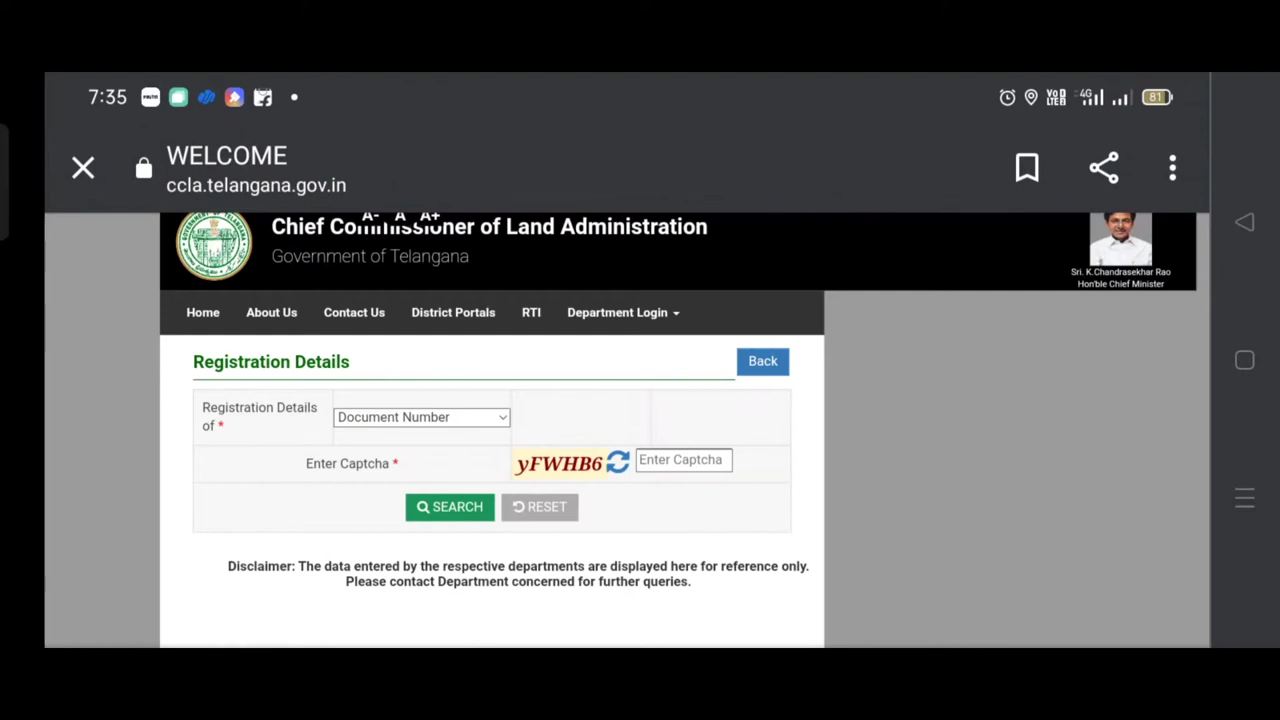 7:35
81
WELCOME
ccla.telangana.gov.in
A- A A+
Chief Commissioner of Land Administration
Government of Telangana
Sri. K.Chandrasekhar Rao
Hon'ble Chief Minister
Home About Us Contact Us District Portals RTI Department Login
Registration Details Back
Registration Details of * Document Number
Enter Captcha * yFWHB6 Enter Captcha
SEARCH RESET
Disclaimer: The data entered by the respective departments are displayed here for reference only.
Please contact Department concerned for further queries.